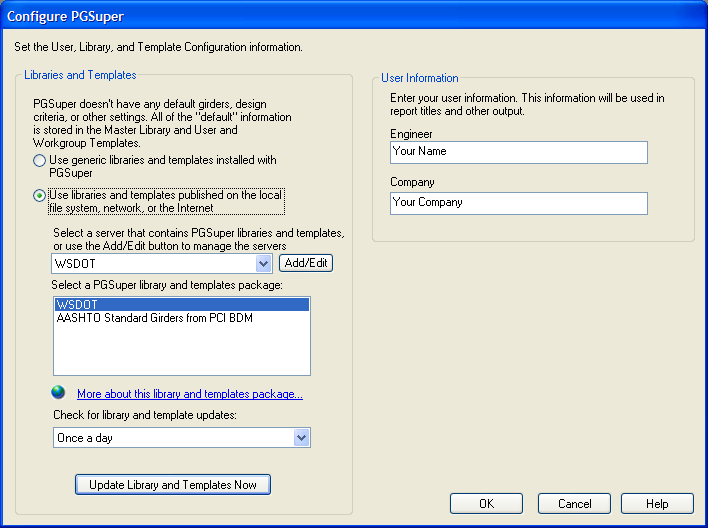 Configure PGSuper
Set the User, Library, and Template Configuration information.
Libraries and Templates
PGSuper doesn't have any default girders, design
criteria, or other settings. All of the "default" information
is stored in the Master Library and User and
Workgroup Templates.
Use generic libraries and templates installed with
PGSuper
Use libraries and templates published on the local
file system, network, or the Internet
Select a server that contains PGSuper libraries and templates,
or use the Add/Edit button to manage the servers
WSDOT
Add/Edit
Select a PGSuper library and templates package:
WSDOT
AASHTO Standard Girders from PCI BDM
More about this library and templates package...
Check for library and template updates:
Once a day
Update Library and Templates Now
User Information
Enter your user information. This information will be used in
report titles and other output.
Engineer
Your Name
Company
Your Company
OK
Cancel
Help